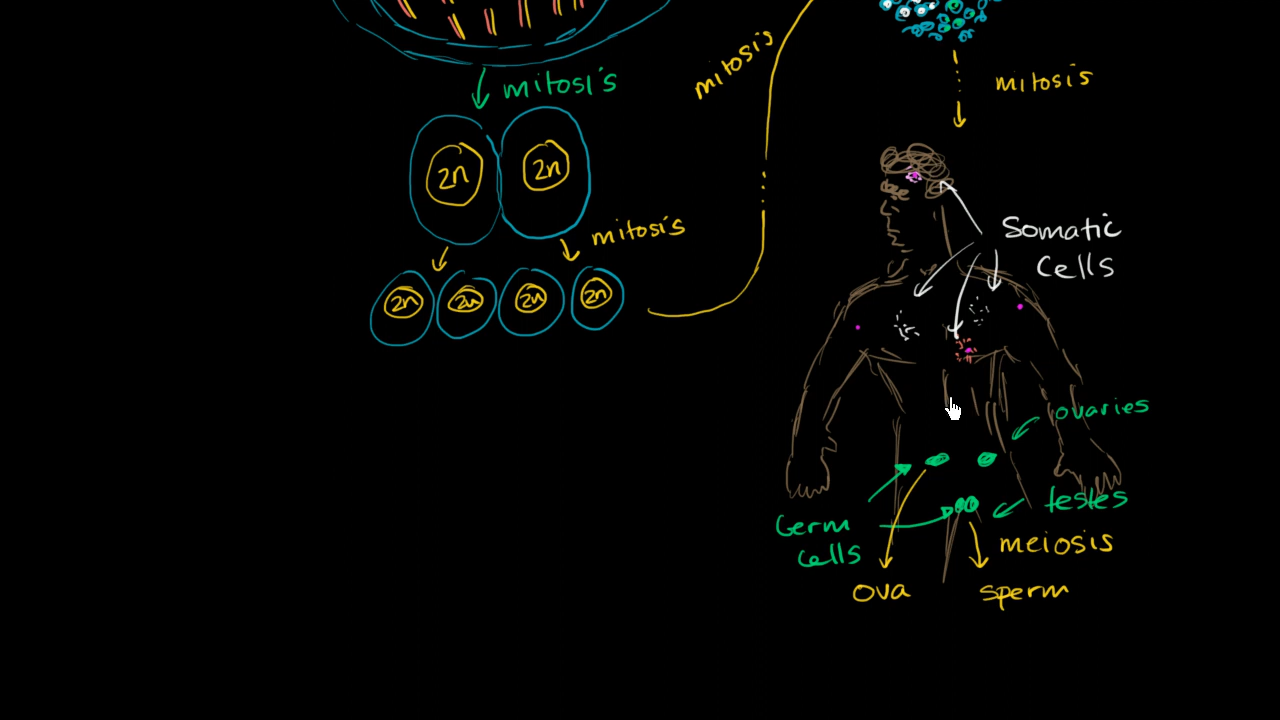 mitosis
2n 2n
mitosis
2n 2n 2n 2n
mitosis
mitosis
Somatic
Cells
ovaries
testes
Germ
Cells
meiosis
ova
sperm